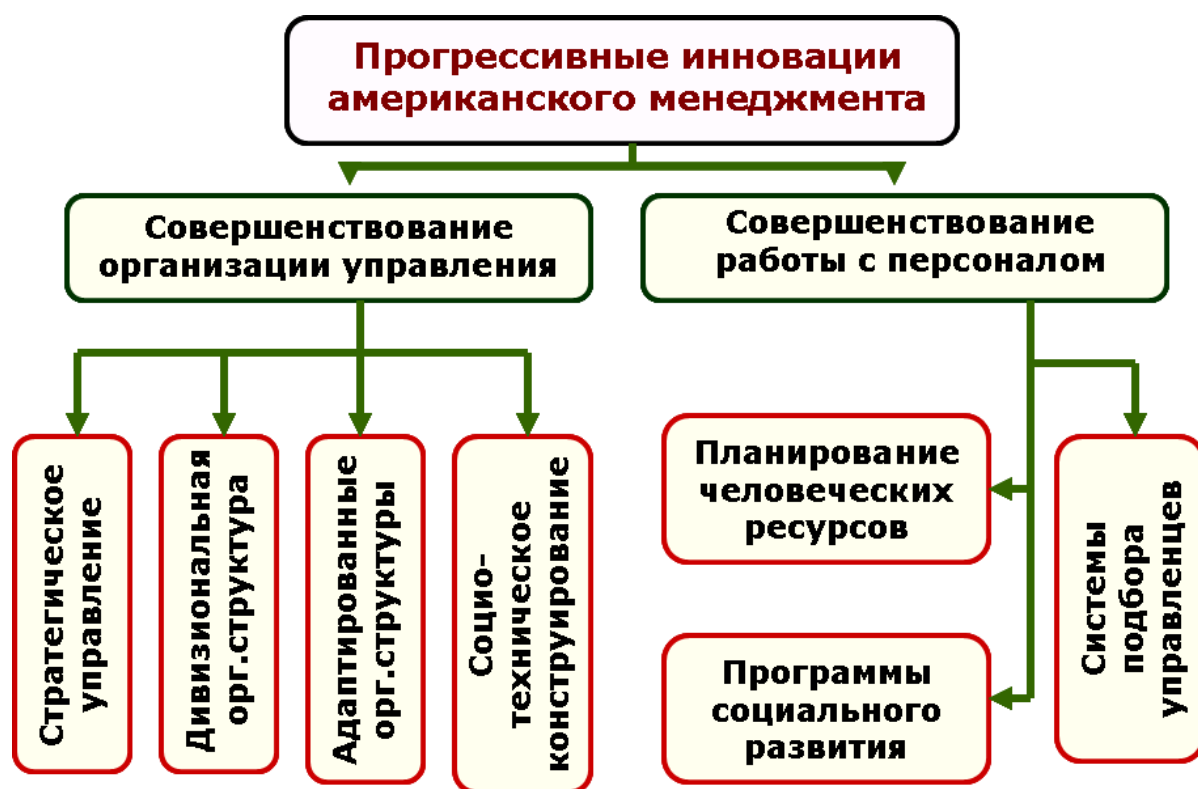 Прогрессивные инновации
американского менеджмента
Совершенствование
организации управления
Совершенствование
работы с персоналом
Стратегическое
управление
Дивизиональная
орг.структура
Адаптированные
орг.структуры
Социо-
техническое
конструирование
Планирование
человеческих
ресурсов
Программы
социального
развития
Системы
подбора
управленцев